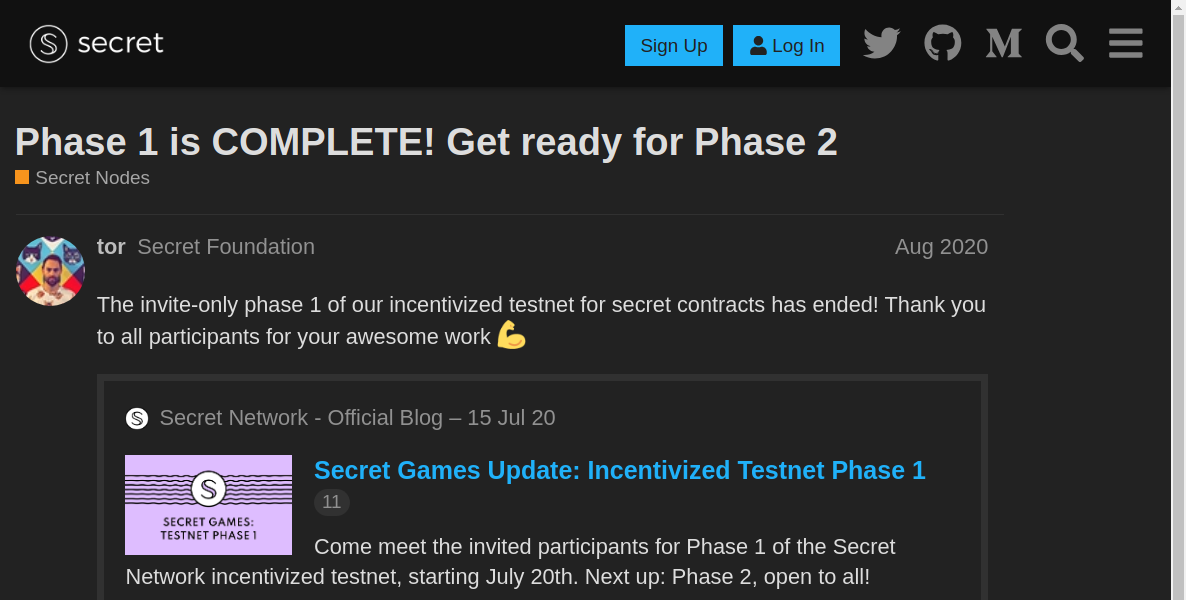 secret
Sign Up
Log In
Phase 1 is COMPLETE! Get ready for Phase 2
Secret Nodes
tor Secret Foundation Aug 2020
The invite-only phase 1 of our incentivized testnet for secret contracts has ended! Thank you
to all participants for your awesome work
Secret Network - Official Blog – 15 Jul 20
Secret Games Update: Incentivized Testnet Phase 1
11
SECRET GAMES:
TESTNET PHASE 1
Come meet the invited participants for Phase 1 of the Secret
Network incentivized testnet, starting July 20th. Next up: Phase 2, open to all!